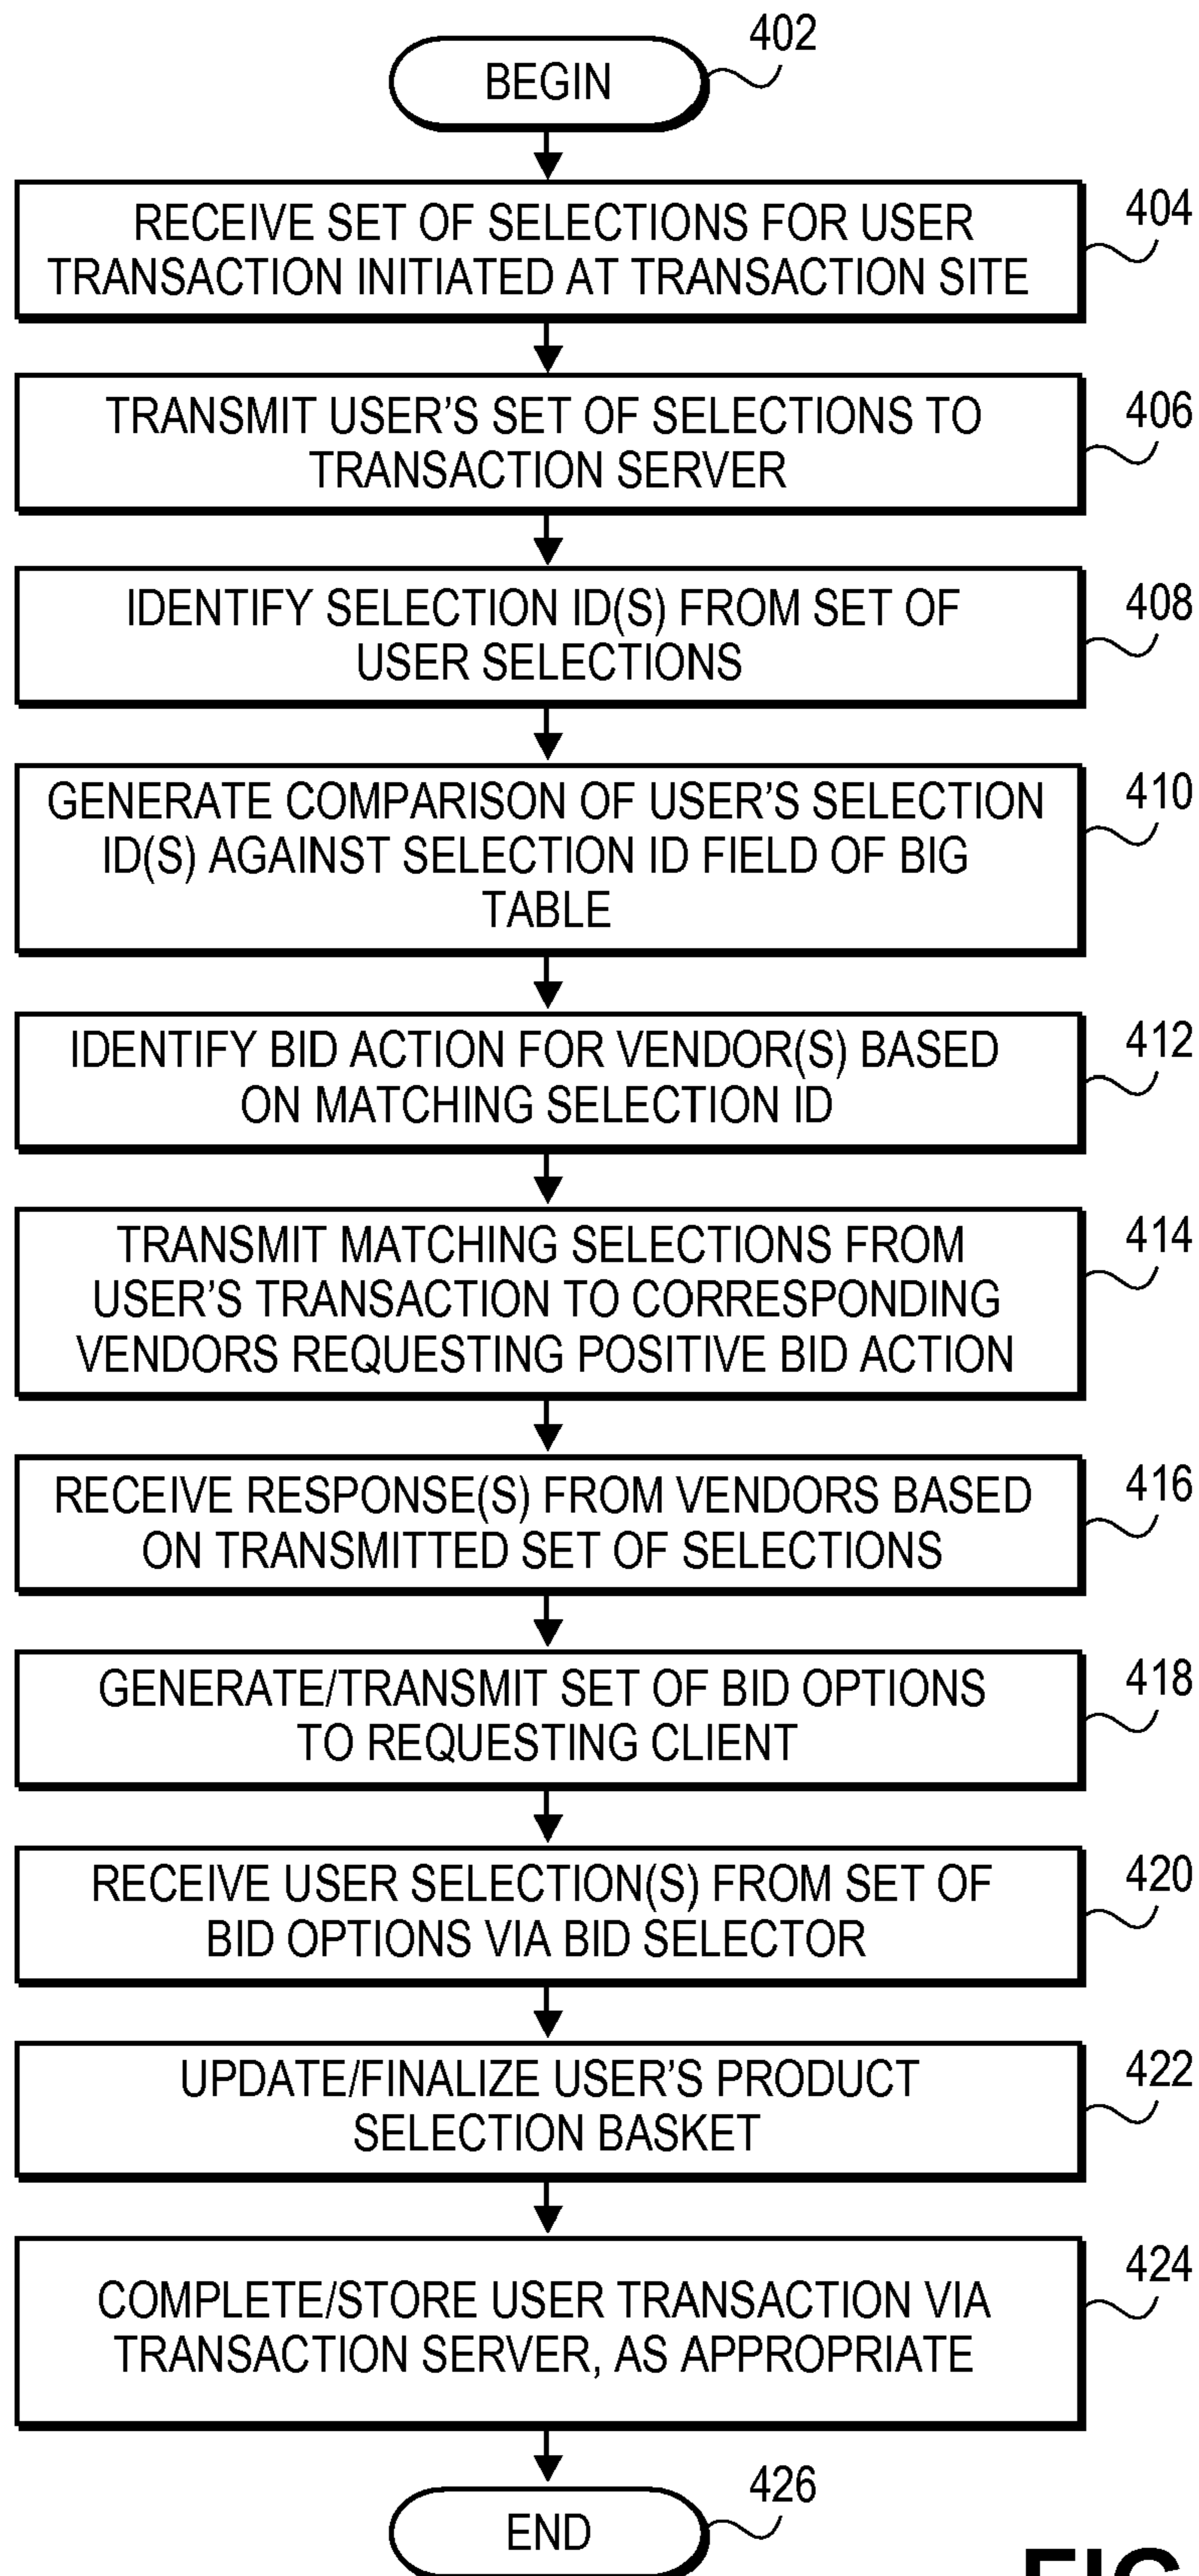 402
BEGIN
404
RECEIVE SET OF SELECTIONS FOR USER
TRANSACTION INITIATED AT TRANSACTION SITE
406
TRANSMIT USER'S SET OF SELECTIONS TO
TRANSACTION SERVER
408
IDENTIFY SELECTION ID(S) FROM SET OF
USER SELECTIONS
410
GENERATE COMPARISON OF USER'S SELECTION
ID(S) AGAINST SELECTION ID FIELD OF BIG
TABLE
412
IDENTIFY BID ACTION FOR VENDOR(S) BASED
ON MATCHING SELECTION ID
414
TRANSMIT MATCHING SELECTIONS FROM
USER'S TRANSACTION TO CORRESPONDING
VENDORS REQUESTING POSITIVE BID ACTION
416
RECEIVE RESPONSE(S) FROM VENDORS BASED
ON TRANSMITTED SET OF SELECTIONS
418
GENERATE/TRANSMIT SET OF BID OPTIONS
TO REQUESTING CLIENT
420
RECEIVE USER SELECTION(S) FROM SET OF
BID OPTIONS VIA BID SELECTOR
422
UPDATE/FINALIZE USER'S PRODUCT
SELECTION BASKET
424
COMPLETE/STORE USER TRANSACTION VIA
TRANSACTION SERVER, AS APPROPRIATE
426
END
FIG